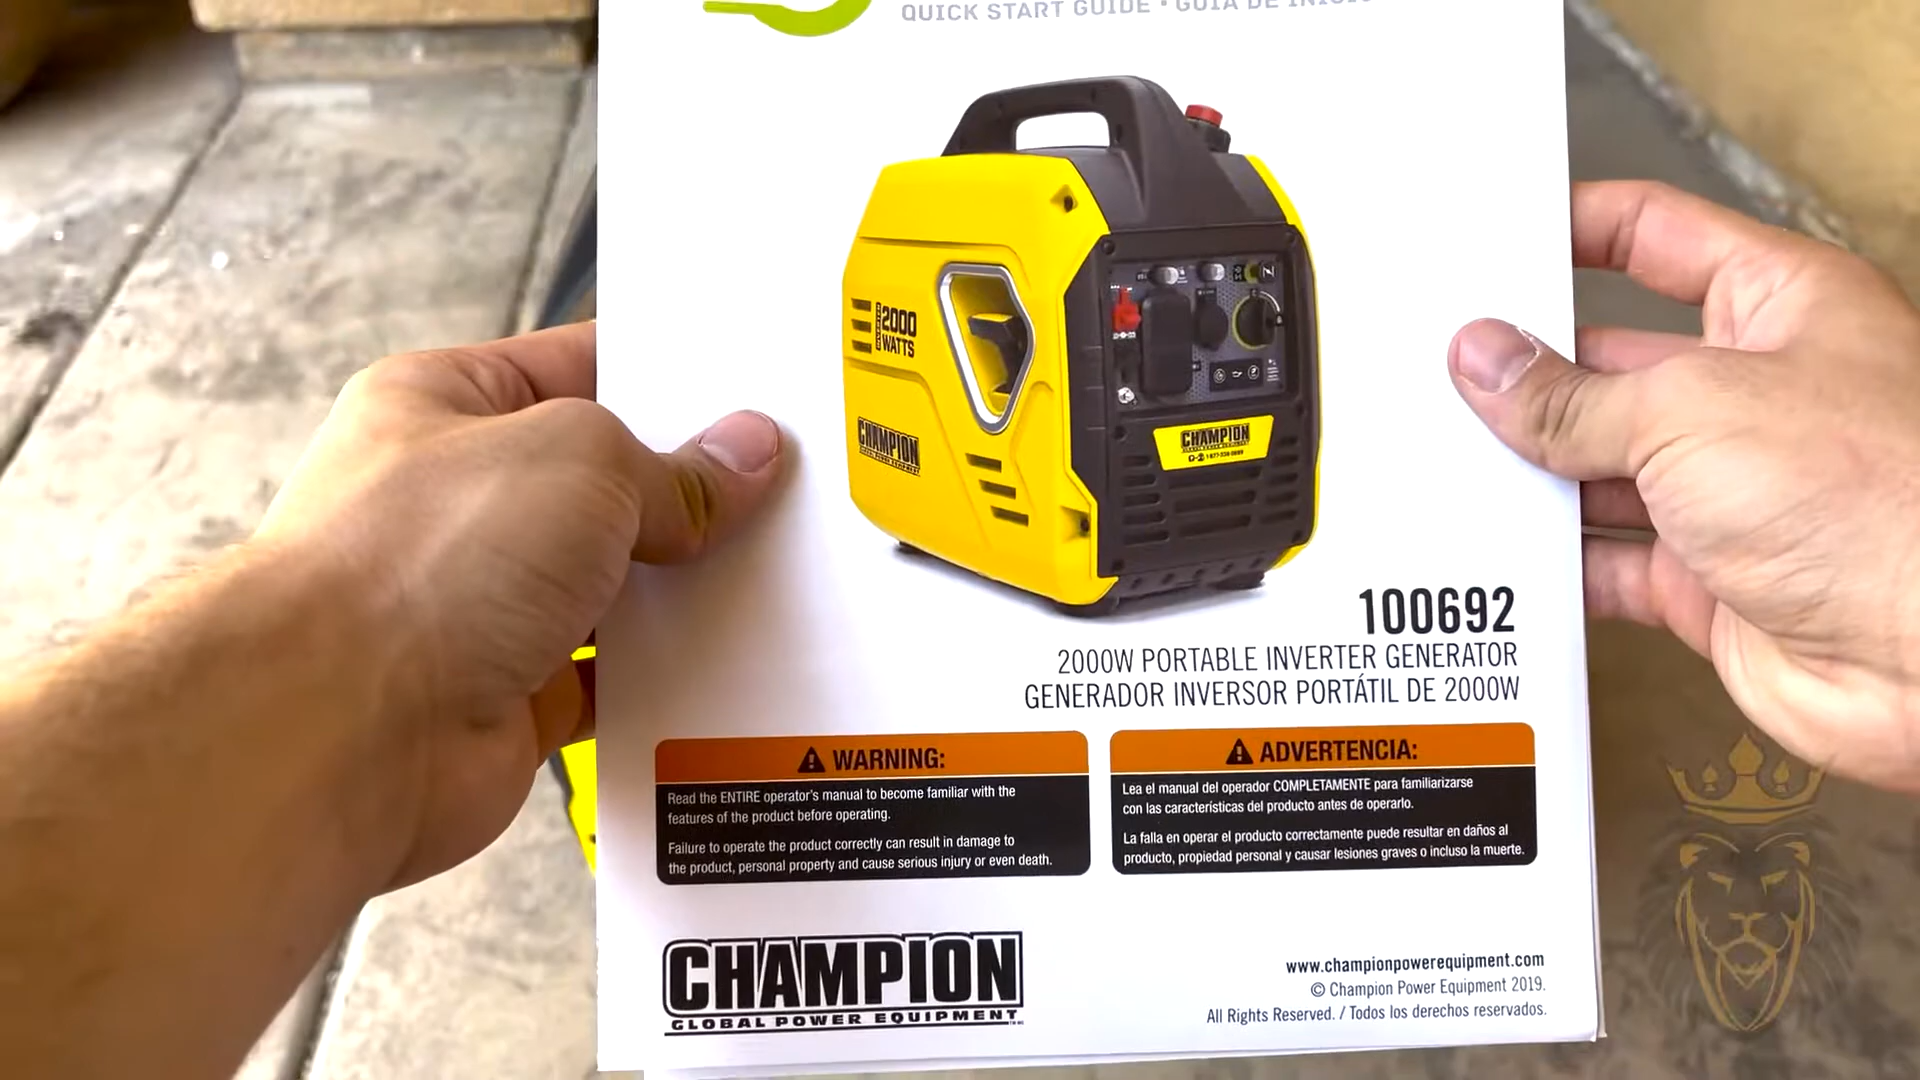 QUICK START GUIDE • GUIA DE INICIO
2000
WATTS
CHAMPION
CHAMPION
100692
2000W PORTABLE INVERTER GENERATOR
GENERADOR INVERSOR PORTÁTIL DE 2000W
WARNING:
Read the ENTIRE operator's manual to become familiar with the
features of the product before operating.
Failure to operate the product correctly can result in damage to
the product, personal property and cause serious injury or even death.
ADVERTENCIA:
Lea el manual del operador COMPLETAMENTE para familiarizarse
con las características del producto antes de operarlo.
La falla en operar el producto correctamente puede resultar en daños al
producto, propiedad personal y causar lesiones graves o incluso la muerte.
CHAMPION
GLOBAL POWER EQUIPMENT
www.championpowerequipment.com
© Champion Power Equipment 2019.
All Rights Reserved. / Todos los derechos reservados.